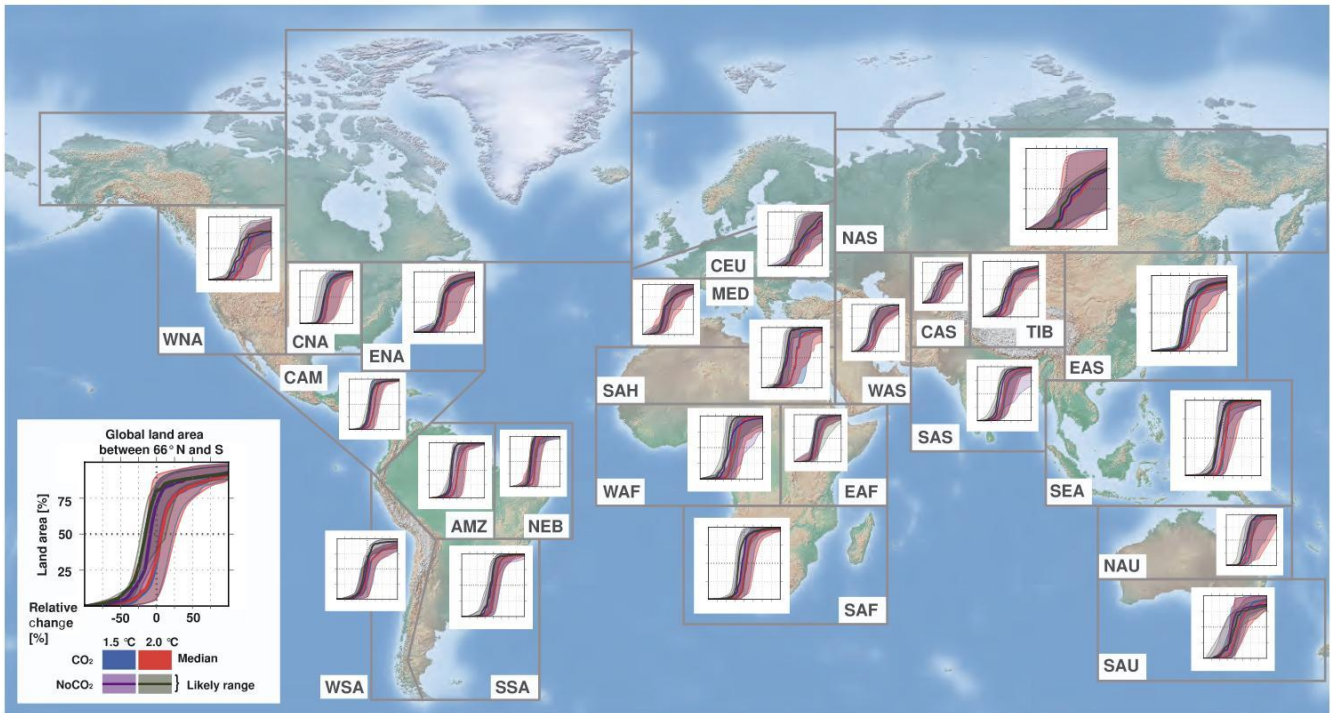 NAS
CEU
MED
CAS
TIB
WNA
CNA
ENA
EAS
CAM
SAH
WAS
SAS
Global land area
between 66° N and S
75
50
25
Land area [%]
Relative
change
[%]
-50
0
50
1.5 °C
2.0 °C
CO₂
Median
NoCO₂
} Likely range
WAF
EAF
SEA
AMZ
NEB
NAU
SAF
SAU
WSA
SSA